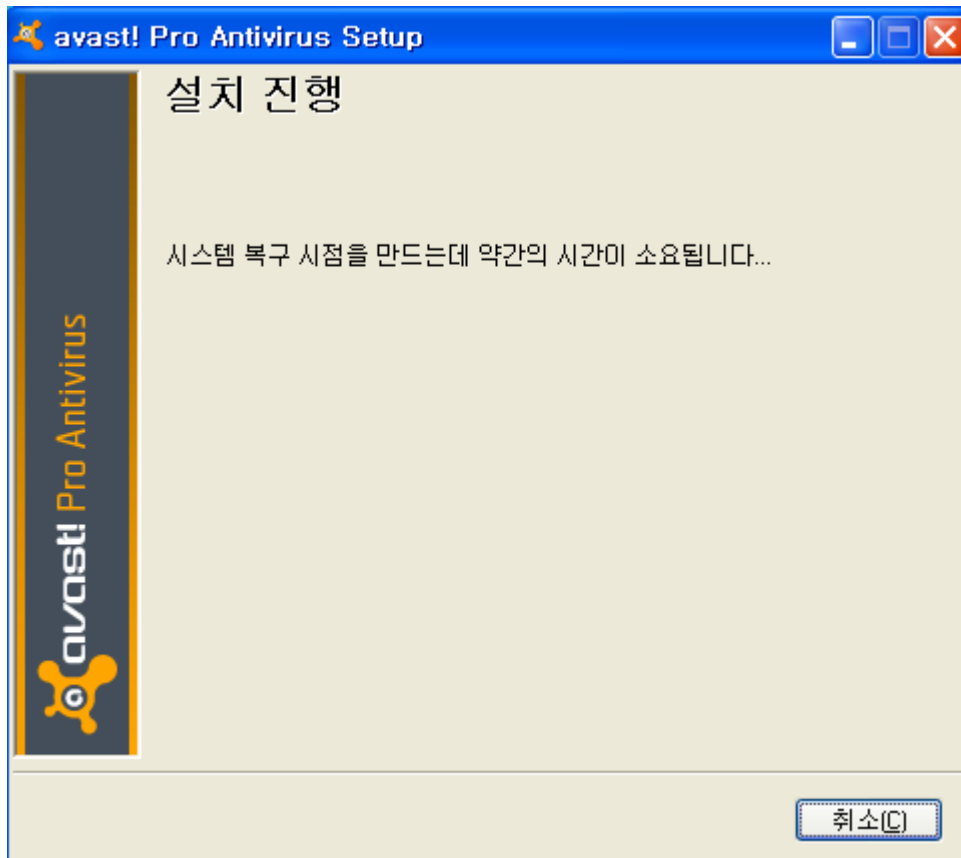 avast! Pro Antivirus Setup
설치 진행
시스템 복구 시점을 만드는데 약간의 시간이 소요됩니다...
avast! Pro Antivirus
취소(C)